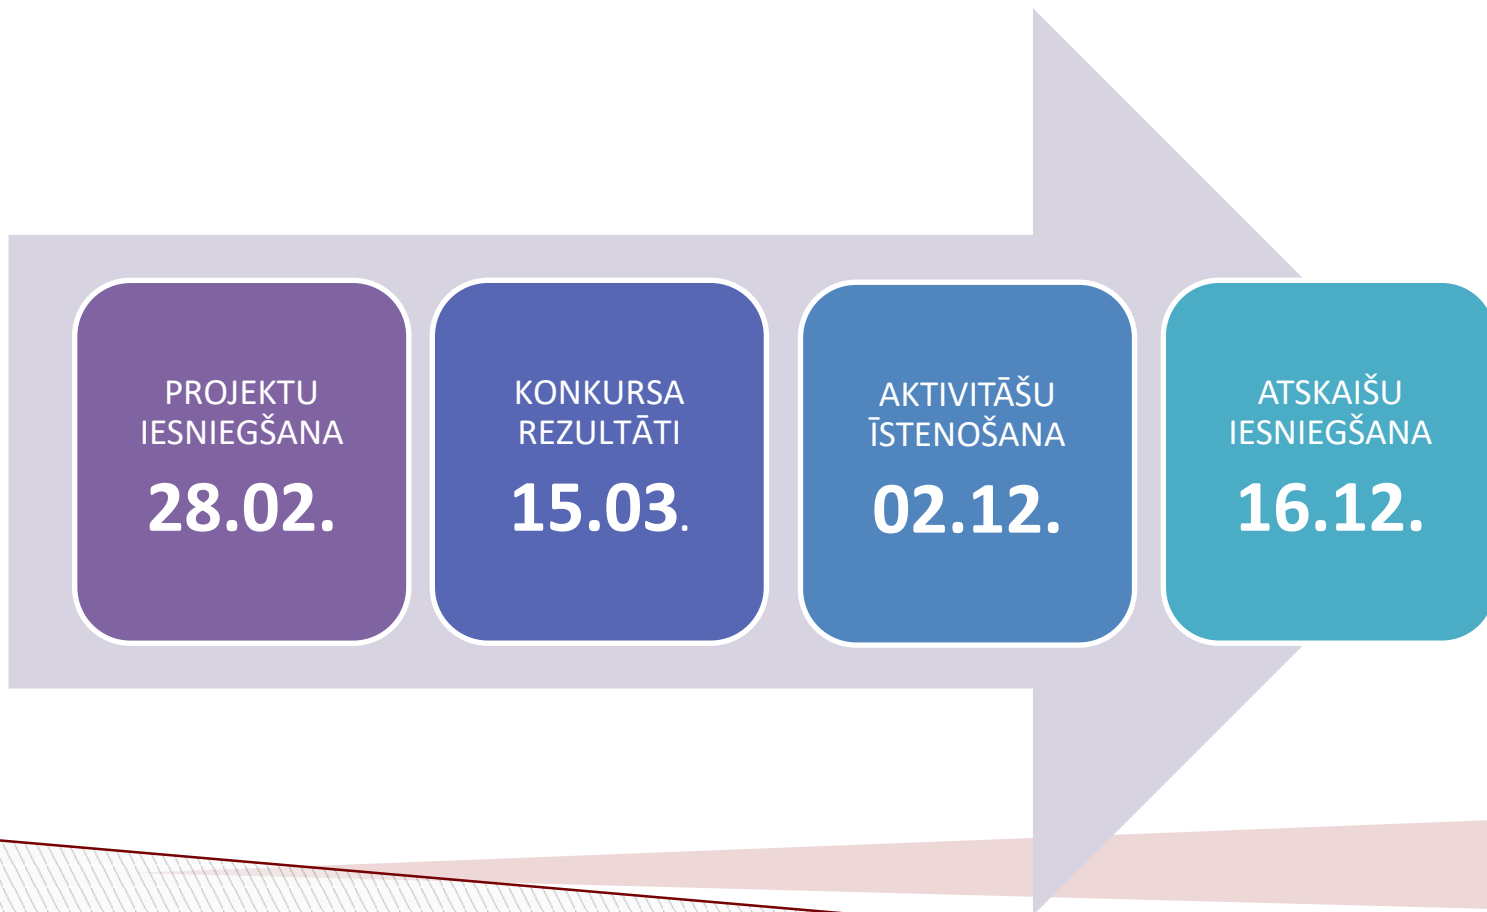 PROJEKTU
IESNIEGŠANA
28.02.
KONKURSA
REZULTĀTI
15.03.
AKTIVITĀŠU
ĪSTENOŠANA
02.12.
ATSKAIŠU
IESNIEGŠANA
16.12.